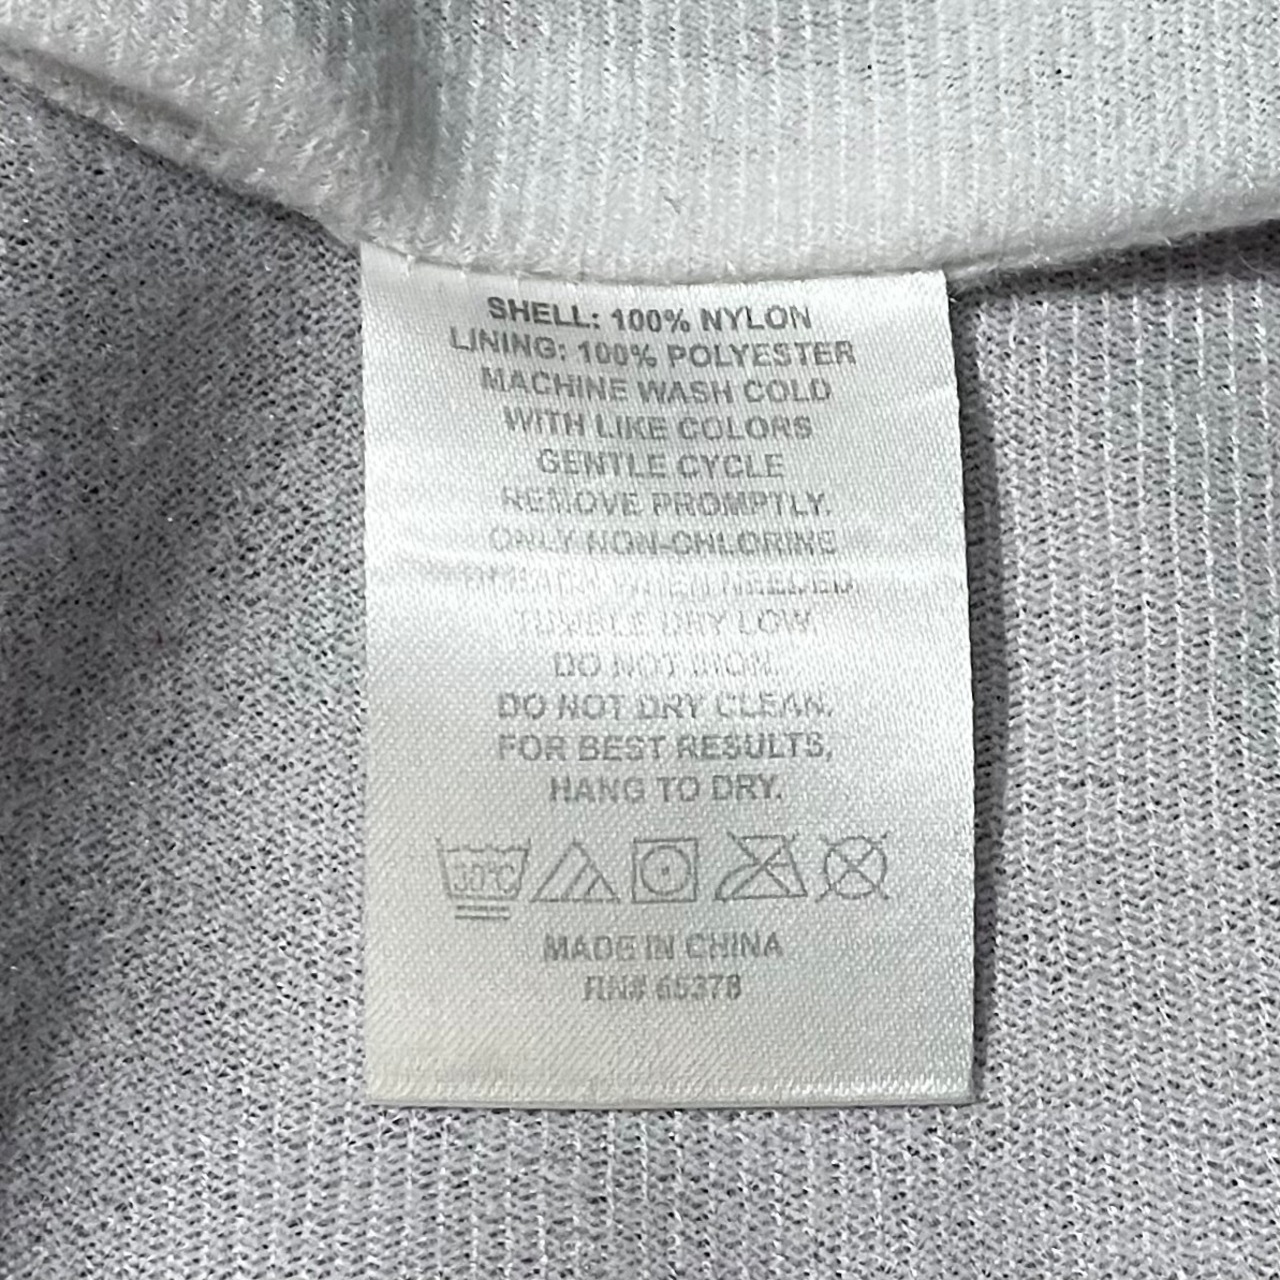 SHELL: 100% NYLON
LINING: 100% POLYESTER
MACHINE WASH COLD
WITH LIKE COLORS
GENTLE CYCLE
REMOVE PROMPTLY.
ONLY NON-CHLORINE
WHEN NEEDED.
TUMBLE DRY LOW.
DO NOT IRON.
DO NOT DRY CLEAN.
FOR BEST RESULTS,
HANG TO DRY.
30°C
MADE IN CHINA
RN# 65378